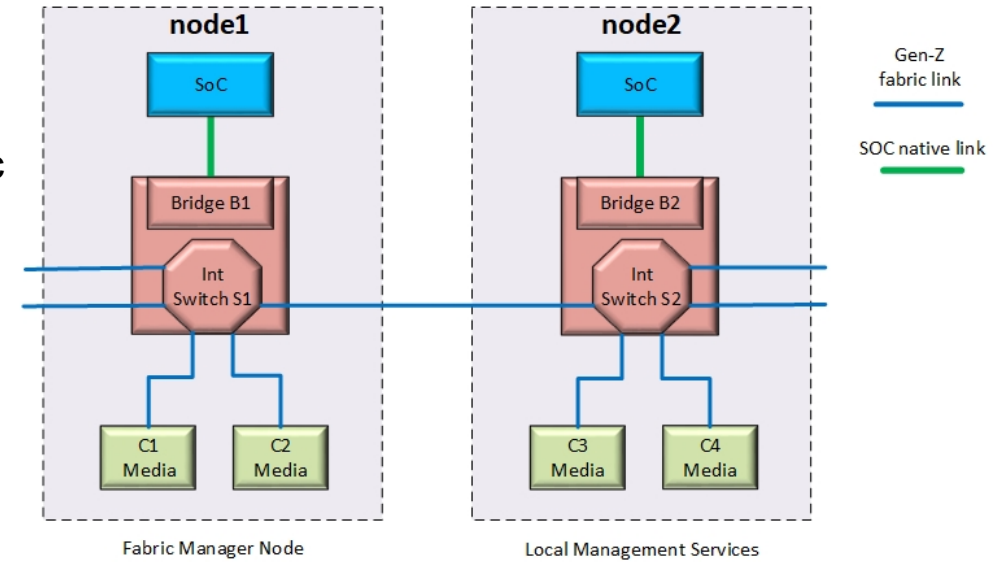 node1
node2
SoC
SoC
Gen-Z
fabric link
SOC native link
c
Bridge B1
Bridge B2
Int
Switch S1
Int
Switch S2
C1
Media
C2
Media
C3
Media
C4
Media
Fabric Manager Node
Local Management Services